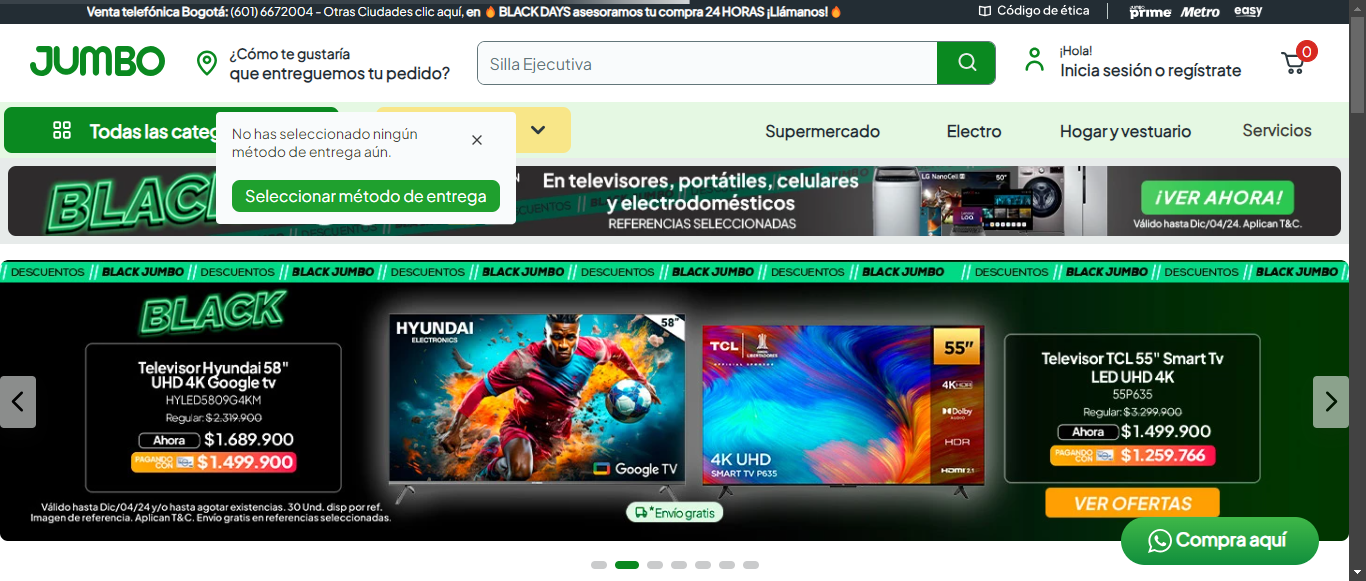 Venta telefónica Bogotá: (601) 6672004 - Otras Ciudades clic aquí, en 🔥 BLACK DAYS asesoramos tu compra 24 HORAS ¡Llámanos! 🔥
Código de ética
JUMBO prime
Metro
easy
JUMBO
¿Cómo te gustaría
que entreguemos tu pedido?
Silla Ejecutiva
¡Hola!
Inicia sesión o regístrate
0
Todas las categ
No has seleccionado ningún
método de entrega aún.
Seleccionar método de entrega
Supermercado
Electro
Hogar y vestuario
Servicios
BLACK
En televisores, portátiles, celulares
y electrodomésticos
REFERENCIAS SELECCIONADAS
LG NanoCell
50"
¡VER AHORA!
Válido hasta Dic/04/24. Aplican T&C.
DESCUENTOS // BLACK JUMBO // DESCUENTOS // BLACK JUMBO // DESCUENTOS // BLACK JUMBO // DESCUENTOS // BLACK JUMBO // DESCUENTOS // BLACK JUMBO // DESCUENTOS // BLACK JUMBO // DESCUENTOS // BLACK JUMBO
BLACK
Televisor Hyundai 58"
UHD 4K Google tv
HYLED5809G4KM
Regular: $2.319.900
Ahora $1.689.900
PAGANDO CON $1.499.900
Válido hasta Dic/04/24 y/o hasta agotar existencias. 30 Und. disp por ref.
Imagen de referencia. Aplican T&C. Envío gratis en referencias seleccionadas.
HYUNDAI
ELECTRONICS
58"
Google TV
TCL
LIBERTADORES
55"
4K HDR
Dolby
AUDIO
HDR
HDMI 2.1
4K UHD
SMART TV P635
*Envío gratis
Televisor TCL 55" Smart Tv
LED UHD 4K
55P635
Regular: $3.299.900
Ahora $1.499.900
PAGANDO CON $1.259.766
VER OFERTAS
Compra aquí